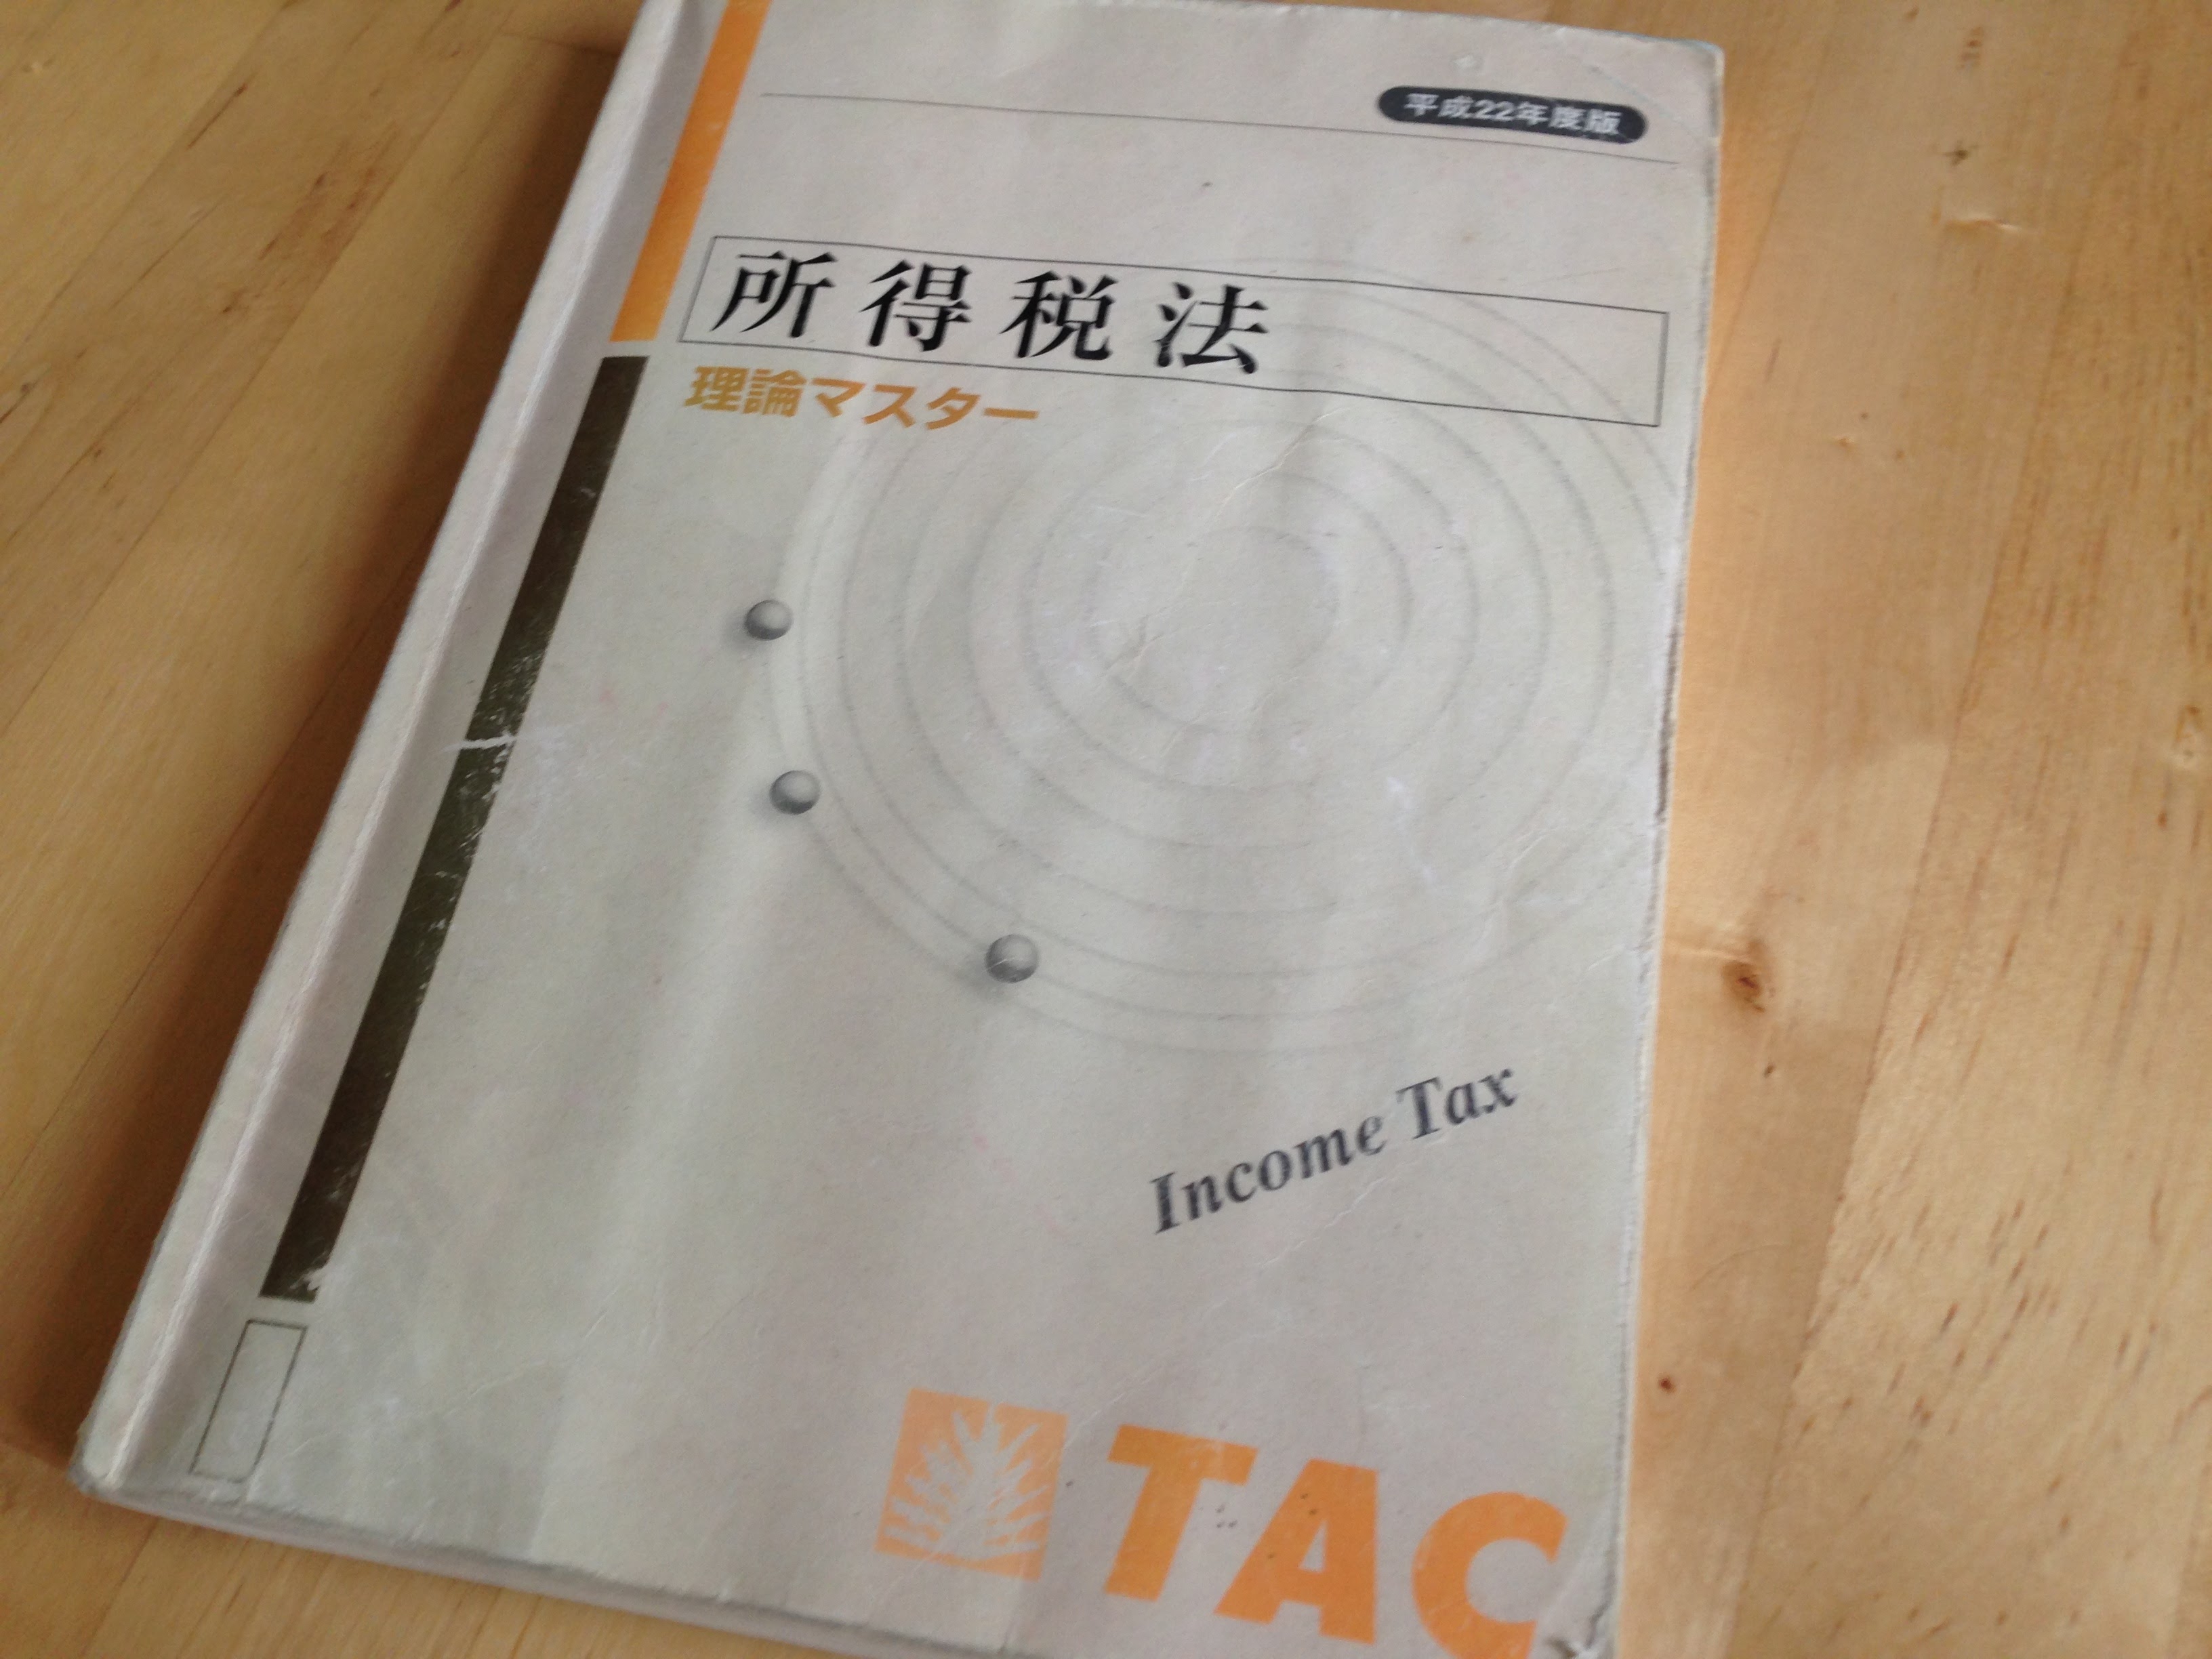 平成22年度版
所得税法
理論マスター
Income Tax
TAC